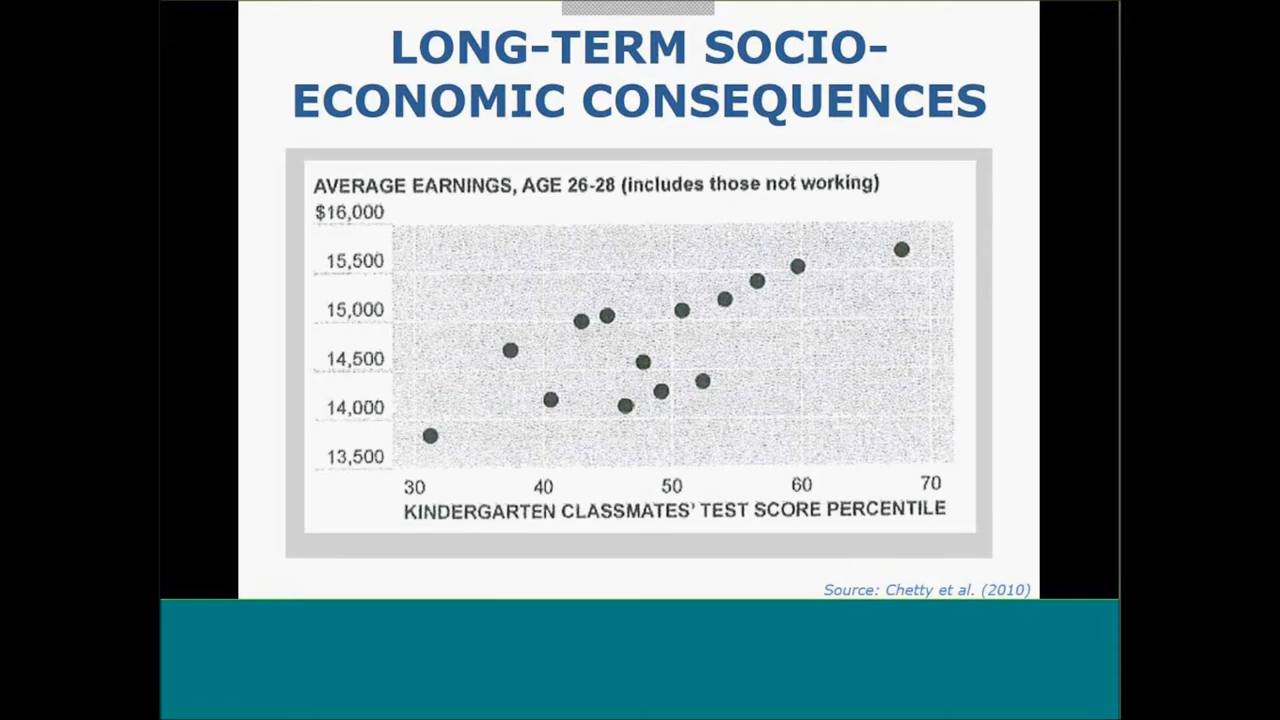 LONG-TERM SOCIO-
ECONOMIC CONSEQUENCES
AVERAGE EARNINGS, AGE 26-28 (includes those not working)
$16,000
15,500
15,000
14,500
14,000
13,500
30 40 50 60 70
KINDERGARTEN CLASSMATES' TEST SCORE PERCENTILE
Source: Chetty et al. (2010)